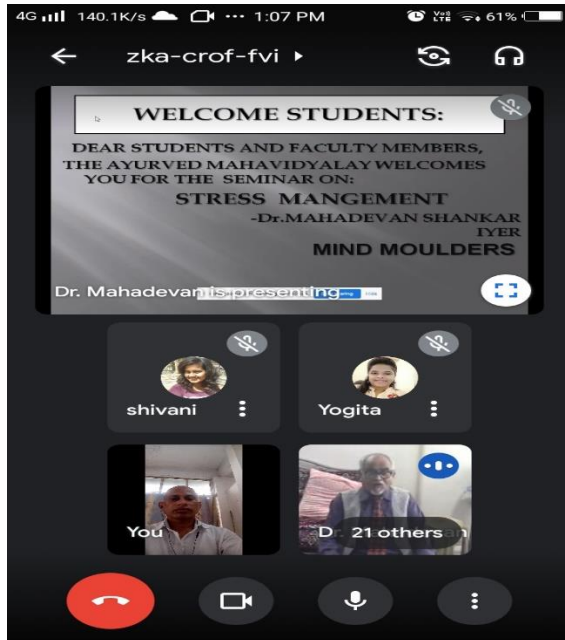 4G 140.1K/s ... 1:07 PM VoD LTE 61%
zka-crof-fvi
WELCOME STUDENTS:
DEAR STUDENTS AND FACULTY MEMBERS,
THE AYURVED MAHAVIDYALAY WELCOMES
YOU FOR THE SEMINAR ON:
STRESS MANGEMENT
-Dr.MAHADEVAN SHANKAR
IYER
MIND MOULDERS
Dr. Mahadevan is presenting
shivani
Yogita
You
D 21 others n